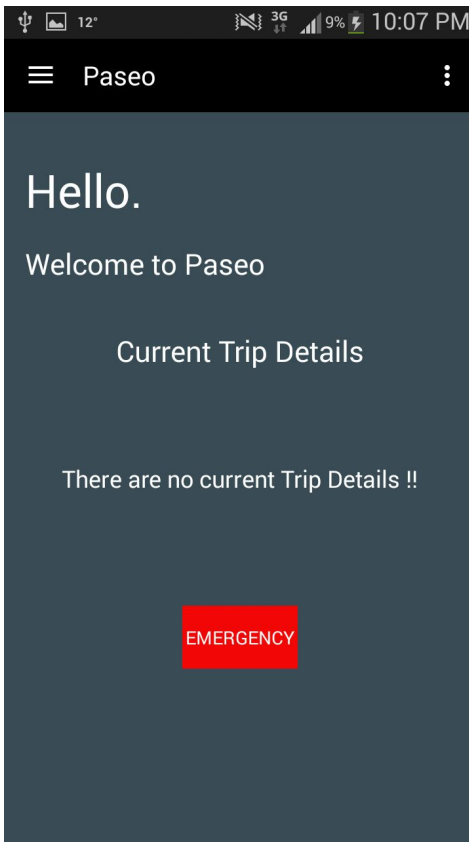 12° 3G 9% 10:07 PM
Paseo
Hello.
Welcome to Paseo
Current Trip Details
There are no current Trip Details !!
EMERGENCY